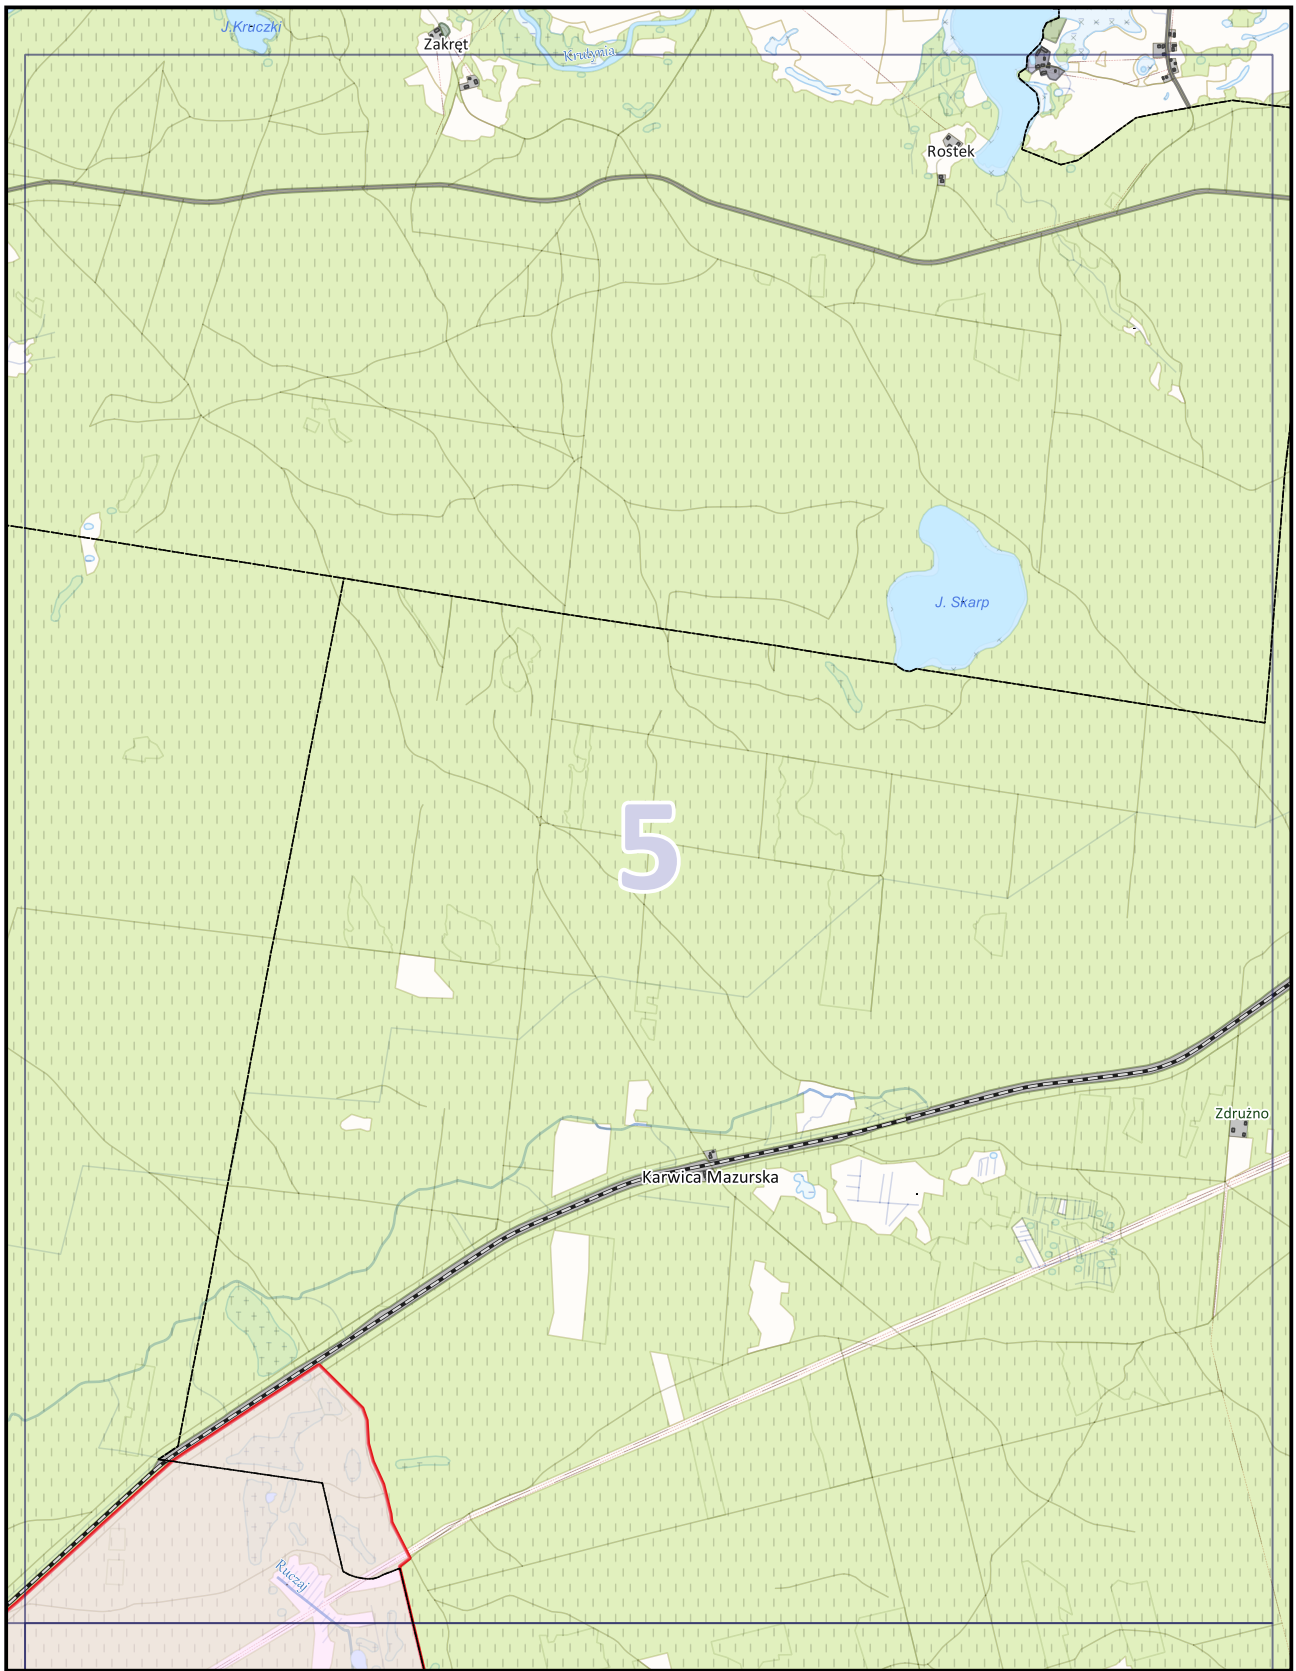 J.Kruczki
Zakręt
Krutynia
Rostek
J. Skarp
5
Zdrużno
Karwica Mazurska
Ruczaj